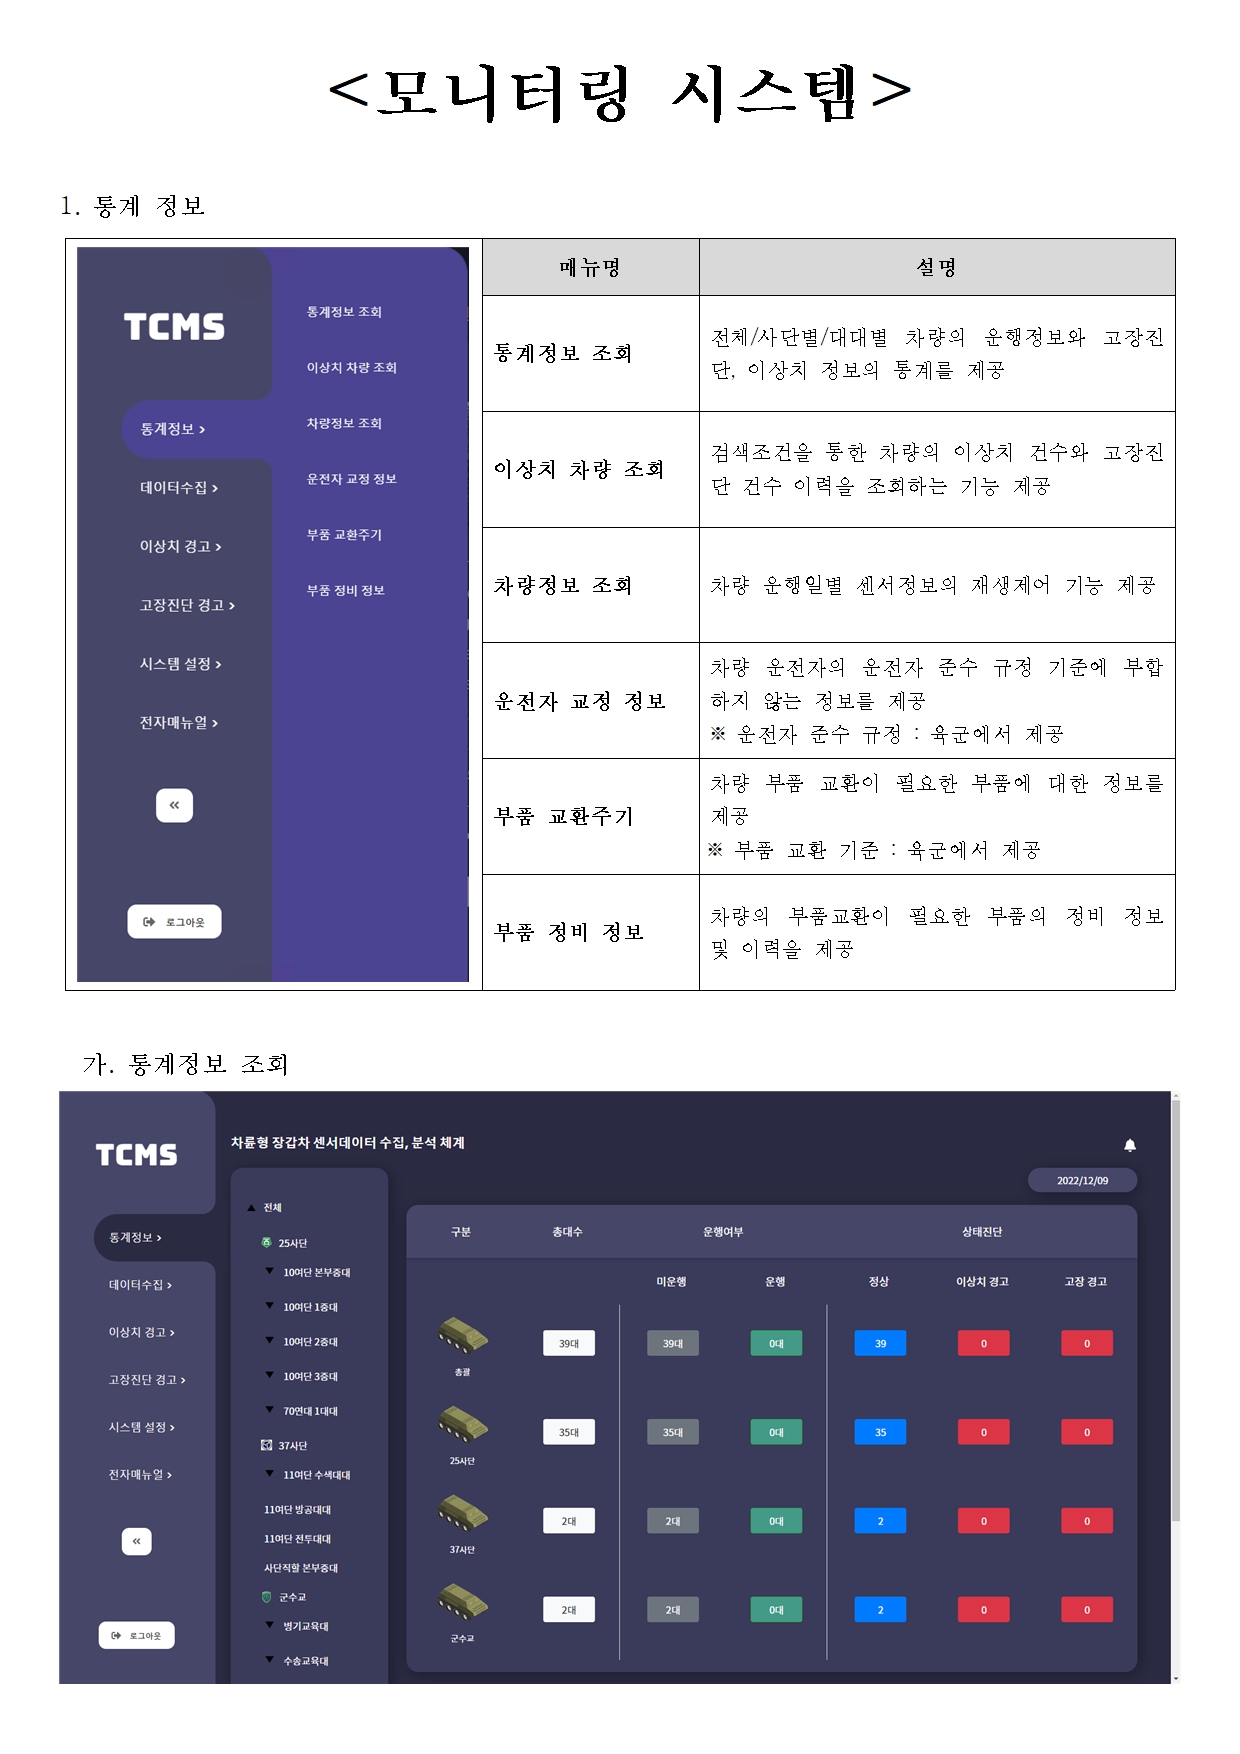 <모니터링 시스템>
1. 통계 정보
TCMS
통계정보 >
데이터수집 >
이상치 경고 >
고장진단 경고 >
시스템 설정 >
전자매뉴얼 >
«
로그아웃
통계정보 조회
이상치 차량 조회
차량정보 조회
운전자 교정 정보
부품 교환주기
부품 정비 정보
메뉴명 설명
통계정보 조회
전체/사단별/대대별 차량의 운행정보와 고장진
단, 이상치 정보의 통계를 제공
이상치 차량 조회
검색조건을 통한 차량의 이상치 건수와 고장진
단 건수 이력을 조회하는 기능 제공
차량정보 조회
차량 운행일별 센서정보의 재생제어 기능 제공
운전자 교정 정보
차량 운전자의 운전자 준수 규정 기준에 부합
하지 않는 정보를 제공
※ 운전자 준수 규정 : 육군에서 제공
부품 교환주기
차량 부품 교환이 필요한 부품에 대한 정보를
제공
※ 부품 교환 기준 : 육군에서 제공
부품 정비 정보
차량의 부품교환이 필요한 부품의 정비 정보
및 이력을 제공
가. 통계정보 조회
TCMS
통계정보 >
데이터수집 >
이상치 경고 >
고장진단 경고 >
시스템 설정 >
전자매뉴얼 >
«
로그아웃
차륜형 장갑차 센서데이터 수집, 분석 체계
2022/12/09
▲ 전체
25사단
▼ 10여단 본부중대
▼ 10여단 1중대
▼ 10여단 2중대
▼ 10여단 3중대
▼ 70연대 1대대
37사단
▼ 11여단 수색대대
11여단 방공대대
11여단 전투대대
사단직할 본부중대
군수교
▼ 병기교육대
▼ 수송교육대
구분 총대수 운행여부 상태진단
미운행 운행 정상 이상치 경고 고장 경고
39대 39대 0대 39 0 0
총괄
35대 35대 0대 35 0 0
25사단
2대 2대 0대 2 0 0
37사단
2대 2대 0대 2 0 0
군수교